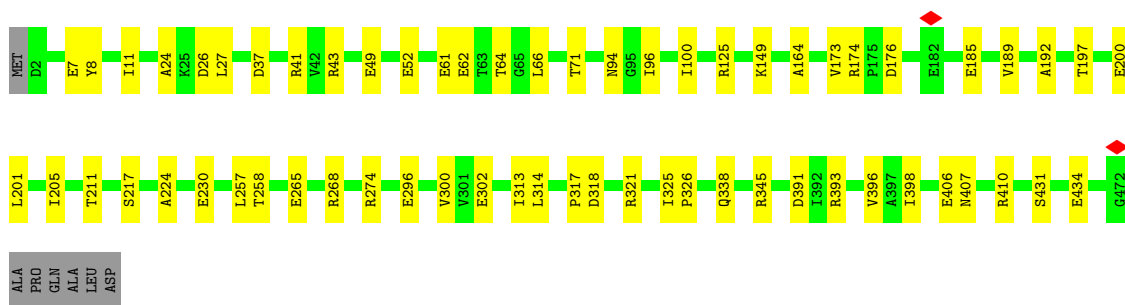 MET D2 E7 Y8 I11 A24 K25 D26 L27 D37 R41 V42 R43 E49 E52 E61 E62 T63 T64 G65 L66 T71 N94 G95 I96 I100 R125 K149 A164 V173 R174 P175 D176 E182 E185 V189 A192 T197 E200
L201 I205 T211 S217 A224 E230 L257 T258 E265 R268 R274 E296 V300 V301 E302 I313 L314 P317 D318 R321 I325 P326 Q338 R345 D391 I392 R393 V396 A397 I398 E406 N407 R410 S431 E434 G472
ALA PRO GLN ALA LEU ASP